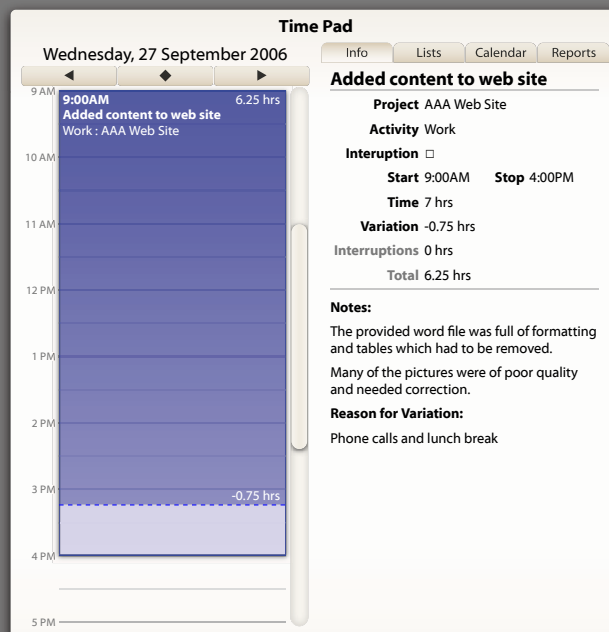 Time Pad
Wednesday, 27 September 2006
Info
Lists
Calendar
Reports
9 AM
9:00AM 6.25 hrs
Added content to web site
Work : AAA Web Site
10 AM
11 AM
12 PM
1 PM
2 PM
3 PM
-0.75 hrs
4 PM
5 PM
Added content to web site
Project AAA Web Site
Activity Work
Interuption
Start 9:00AM Stop 4:00PM
Time 7 hrs
Variation -0.75 hrs
Interruptions 0 hrs
Total 6.25 hrs
Notes:
The provided word file was full of formatting
and tables which had to be removed.
Many of the pictures were of poor quality
and needed correction.
Reason for Variation:
Phone calls and lunch break